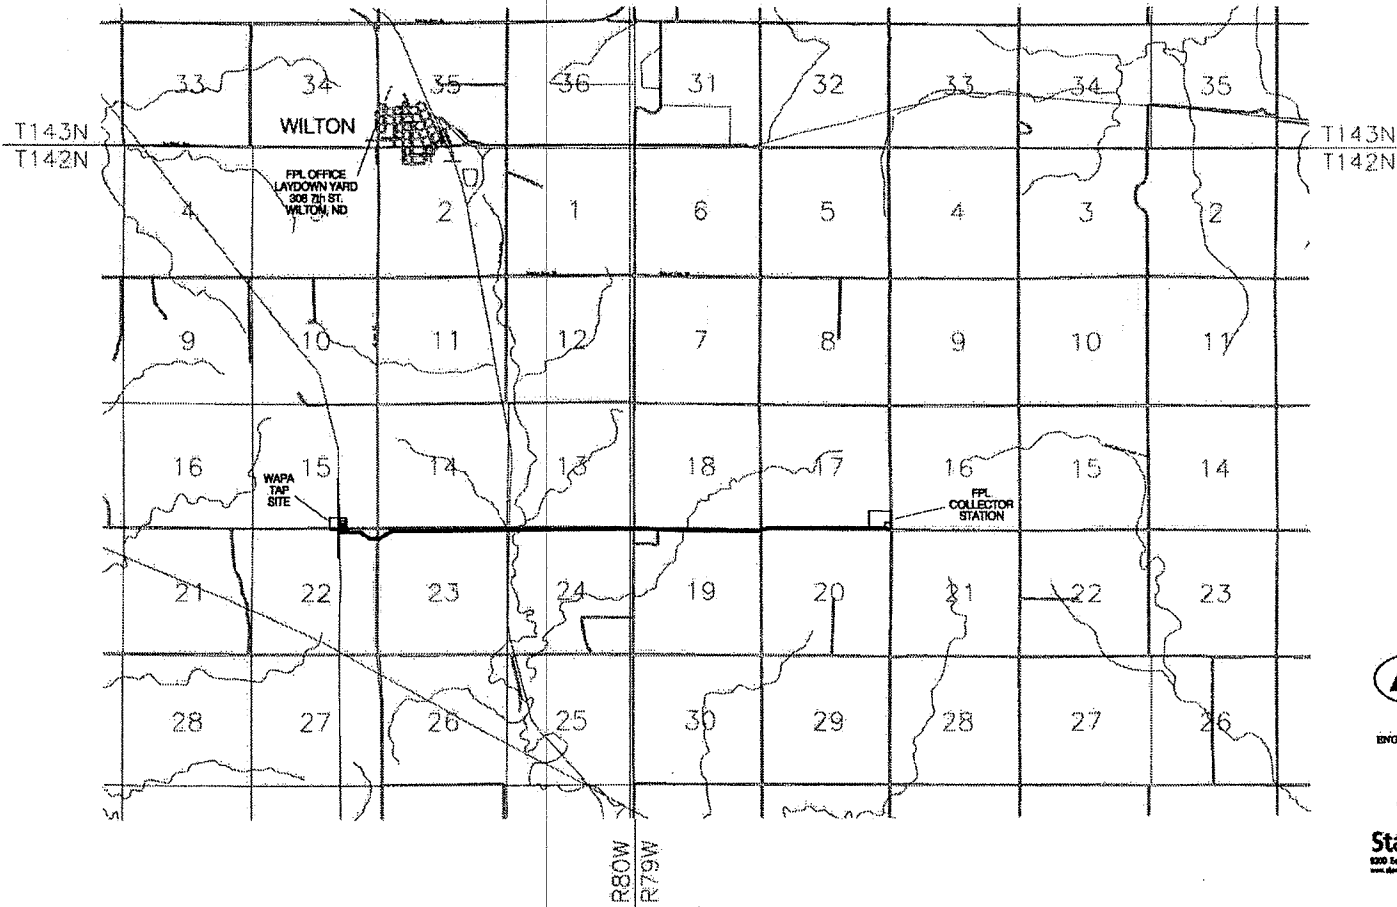 33 34 35 36 31 32 33 34 35
WILTON
T143N T143N
T142N T142N
FPL OFFICE
LAYDOWN YARD
308 7th ST.
WILTON, ND
4 2 1 6 5 4 3 2
9 10 11 12 7 8 9 10 11
16 15 14 13 18 17 16 15 14
WAPA
TAP
SITE
FPL
COLLECTOR
STATION
21 22 23 24 19 20 21 22 23
28 27 26 25 30 29 28 27 26
ENG
Sta
R80W
R79W